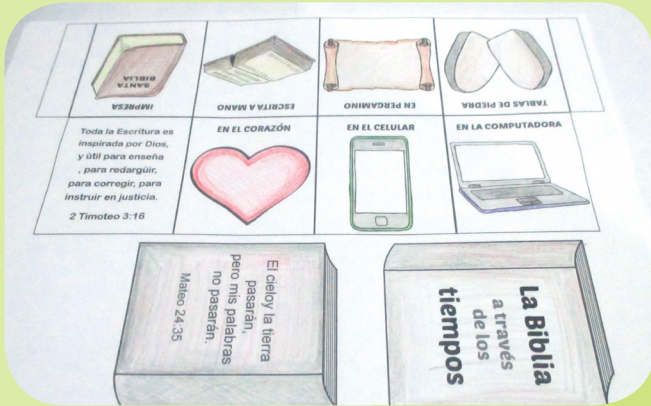 IMPRESA
SANTA
BIBLIA
ESCRITA A MANO
EN PERGAMINO
TABLAS DE PIEDRA
Toda la Escritura es
inspirada por Dios,
y útil para enseña
, para redargüir,
para corregir, para
instruir en justicia.
2 Timoteo 3:16
EN EL CORAZÓN
EN EL CELULAR
EN LA COMPUTADORA
El cieloy la tierra
pasarán,
pero mis palabras
no pasarán.
Mateo 24:35
La Biblia
a través
de los
tiempos